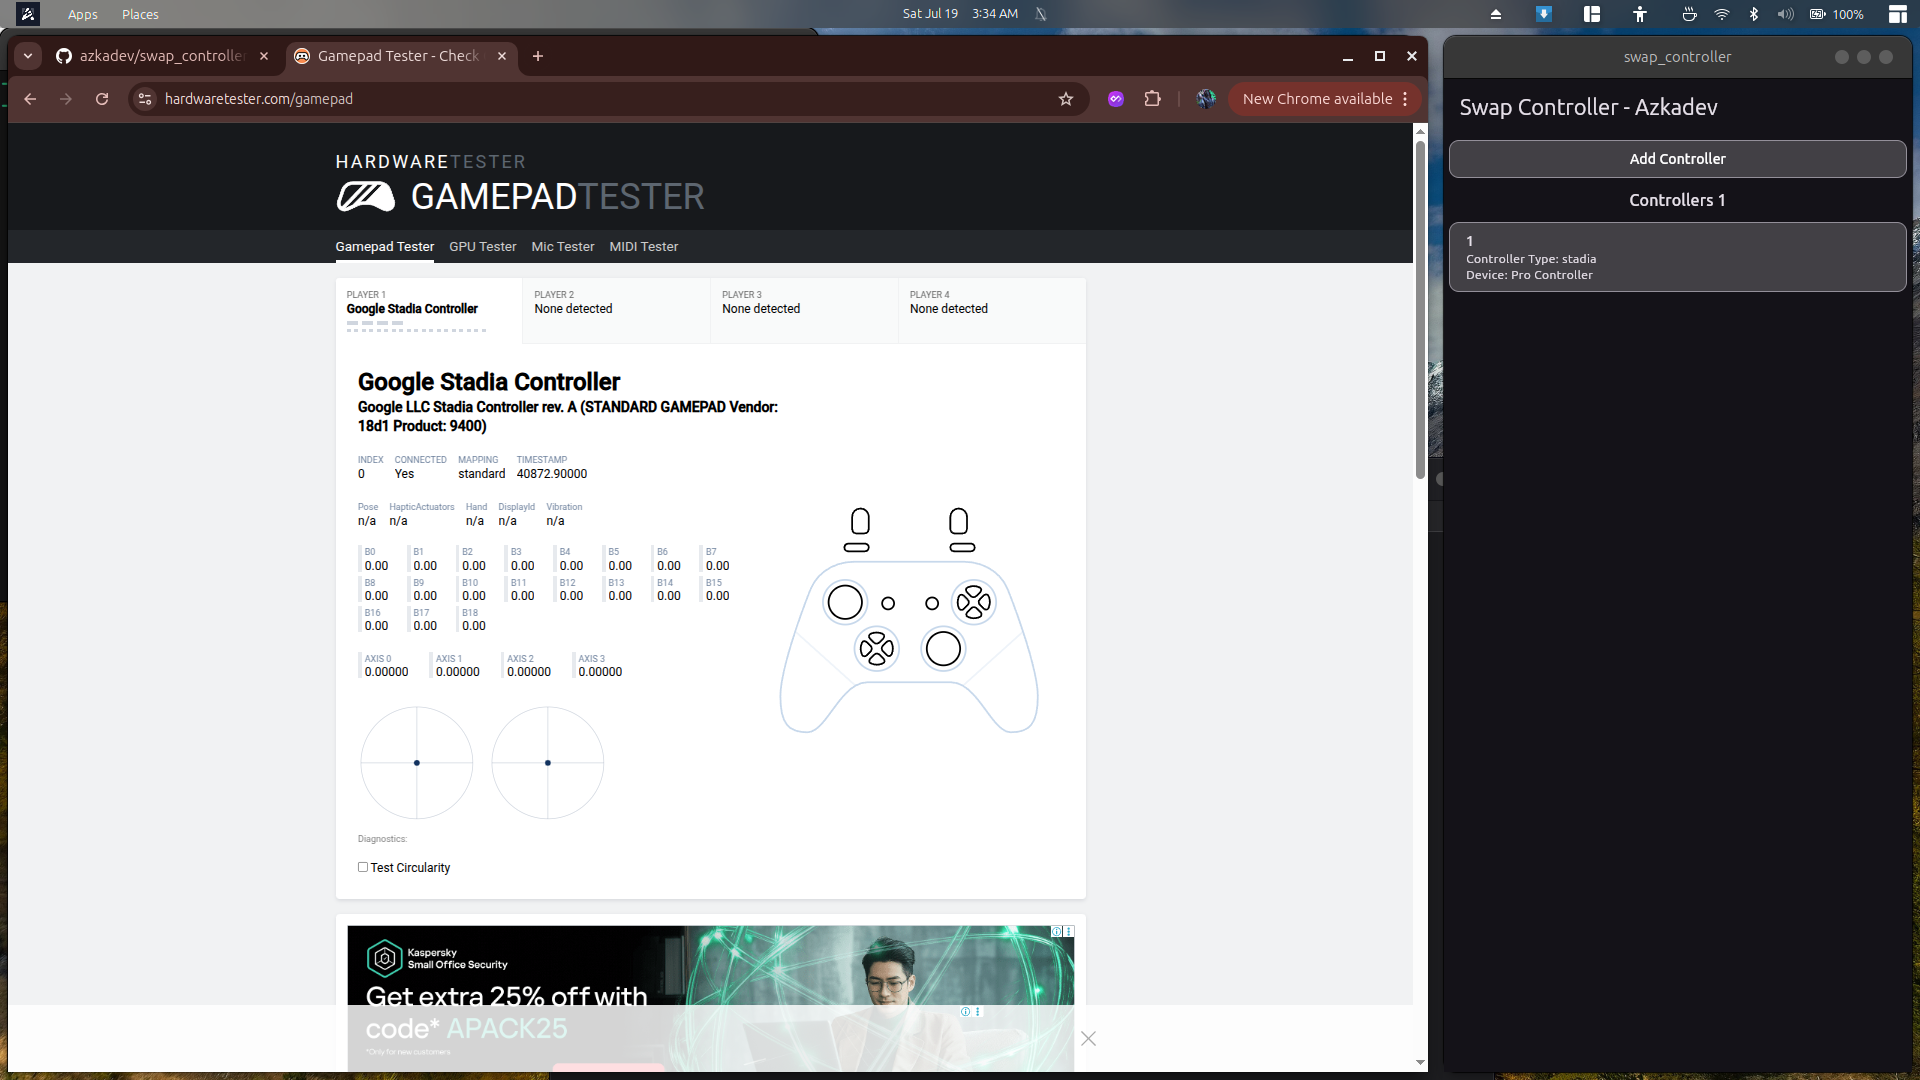 Apps Places Sat Jul 19 3:34 AM 100%
azkadev/swap_controller Gamepad Tester - Check
hardwaretester.com/gamepad New Chrome available
HARDWARETESTER
GAMEPADTESTER
Gamepad Tester GPU Tester Mic Tester MIDI Tester
PLAYER 1 PLAYER 2 PLAYER 3 PLAYER 4
Google Stadia Controller None detected None detected None detected
Google Stadia Controller
Google LLC Stadia Controller rev. A (STANDARD GAMEPAD Vendor:
18d1 Product: 9400)
INDEX CONNECTED MAPPING TIMESTAMP
0 Yes standard 40872.90000
Pose HapticActuators Hand DisplayId Vibration
n/a n/a n/a n/a n/a
B0 B1 B2 B3 B4 B5 B6 B7
0.00 0.00 0.00 0.00 0.00 0.00 0.00 0.00
B8 B9 B10 B11 B12 B13 B14 B15
0.00 0.00 0.00 0.00 0.00 0.00 0.00 0.00
B16 B17 B18
0.00 0.00 0.00
AXIS 0 AXIS 1 AXIS 2 AXIS 3
0.00000 0.00000 0.00000 0.00000
Diagnostics:
Test Circularity
Kaspersky
Small Office Security
Get extra 25% off with
code* APACK25
*Only for new customers
swap_controller
Swap Controller - Azkadev
Add Controller
Controllers 1
1
Controller Type: stadia
Device: Pro Controller